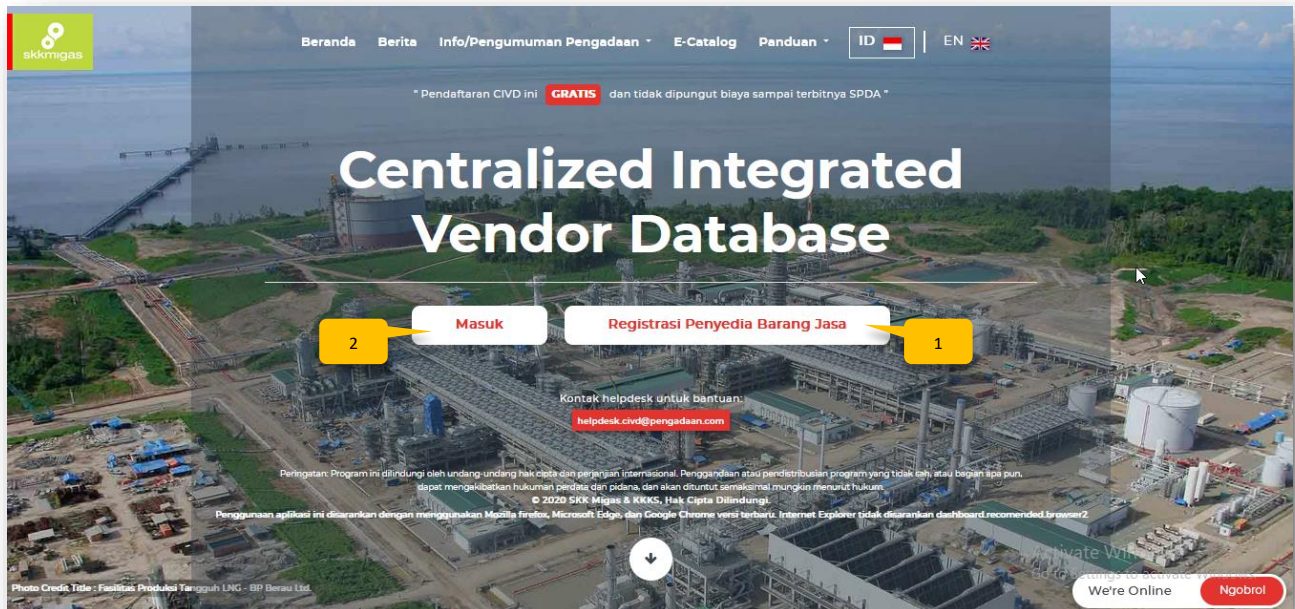 skkmigas
Beranda Berita Info/Pengumuman Pengadaan E-Catalog Panduan ID | EN
" Pendaftaran CIVD ini GRATIS dan tidak dipungut biaya sampai terbitnya SPDA "
Centralized Integrated
Vendor Database
Masuk
Registrasi Penyedia Barang Jasa
2
1
Kontak helpdesk untuk bantuan:
helpdesk.civd@pengadaan.com
Peringatan: Program ini dilindungi oleh undang-undang hak cipta dan perjanjian internasional. Penggandaan atau pendistribusian program yang tidak sah, atau bagian apa pun,
dapat mengakibatkan hukuman perdata dan pidana, dan akan dituntut semaksimal mungkin menurut hukum
© 2020 SKK Migas & KKKS, Hak Cipta Dilindungi.
Penggunaan aplikasi ini disarankan dengan menggunakan Mozilla firefox, Microsoft Edge, dan Google Chrome versi terbaru. Internet Explorer tidak disarankan dashboard.recomended.browser2
Activate
Go to Settings to activate
Photo Credit Title : Fasilitas Produksi Tangguh LNG - BP Berau Ltd.
We're Online
Ngobrol